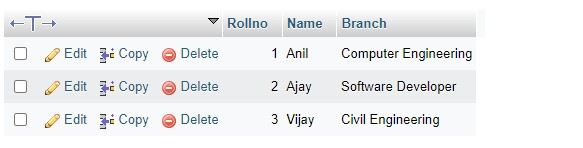 Rollno Name Branch
Edit Copy Delete 1 Anil Computer Engineering
Edit Copy Delete 2 Ajay Software Developer
Edit Copy Delete 3 Vijay Civil Engineering